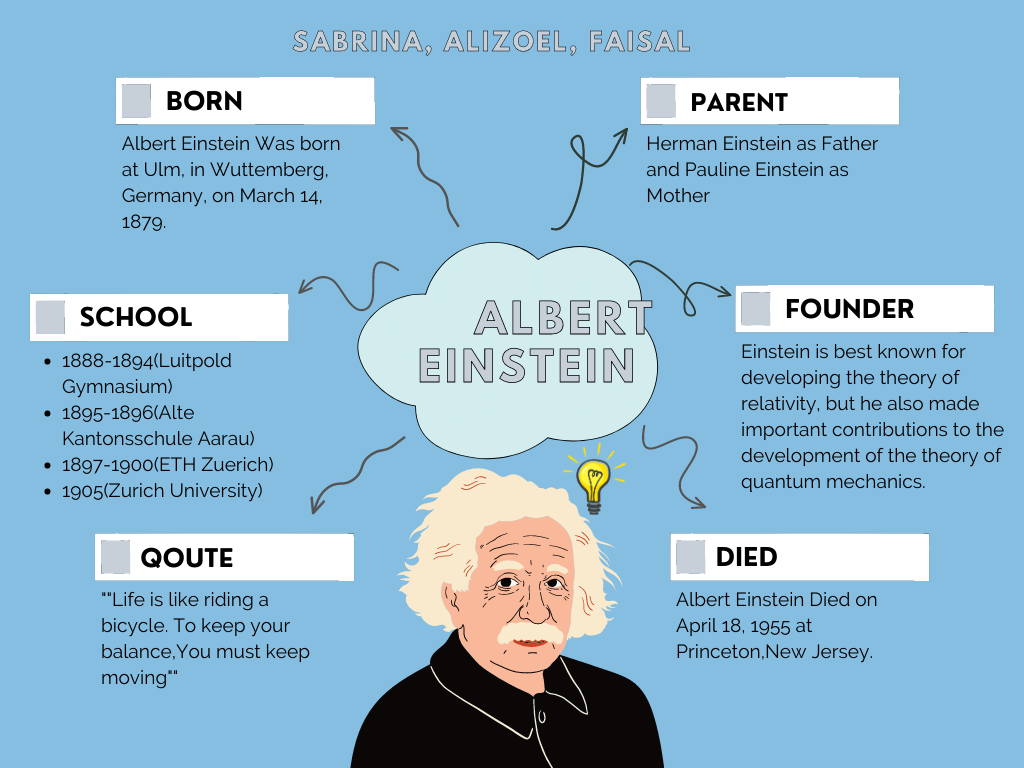 SABRINA, ALIZOEL, FAISAL
BORN
Albert Einstein Was born
at Ulm, in Wuttemberg,
Germany, on March 14,
1879.
PARENT
Herman Einstein as Father
and Pauline Einstein as
Mother
ALBERT
EINSTEIN
SCHOOL
• 1888-1894(Luitpold
Gymnasium)
• 1895-1896(Alte
Kantonsschule Aarau)
• 1897-1900(ETH Zuerich)
• 1905(Zurich University)
FOUNDER
Einstein is best known for
developing the theory of
relativity, but he also made
important contributions to the
development of the theory of
quantum mechanics.
QOUTE
""Life is like riding a
bicycle. To keep your
balance,You must keep
moving""
DIED
Albert Einstein Died on
April 18, 1955 at
Princeton,New Jersey.